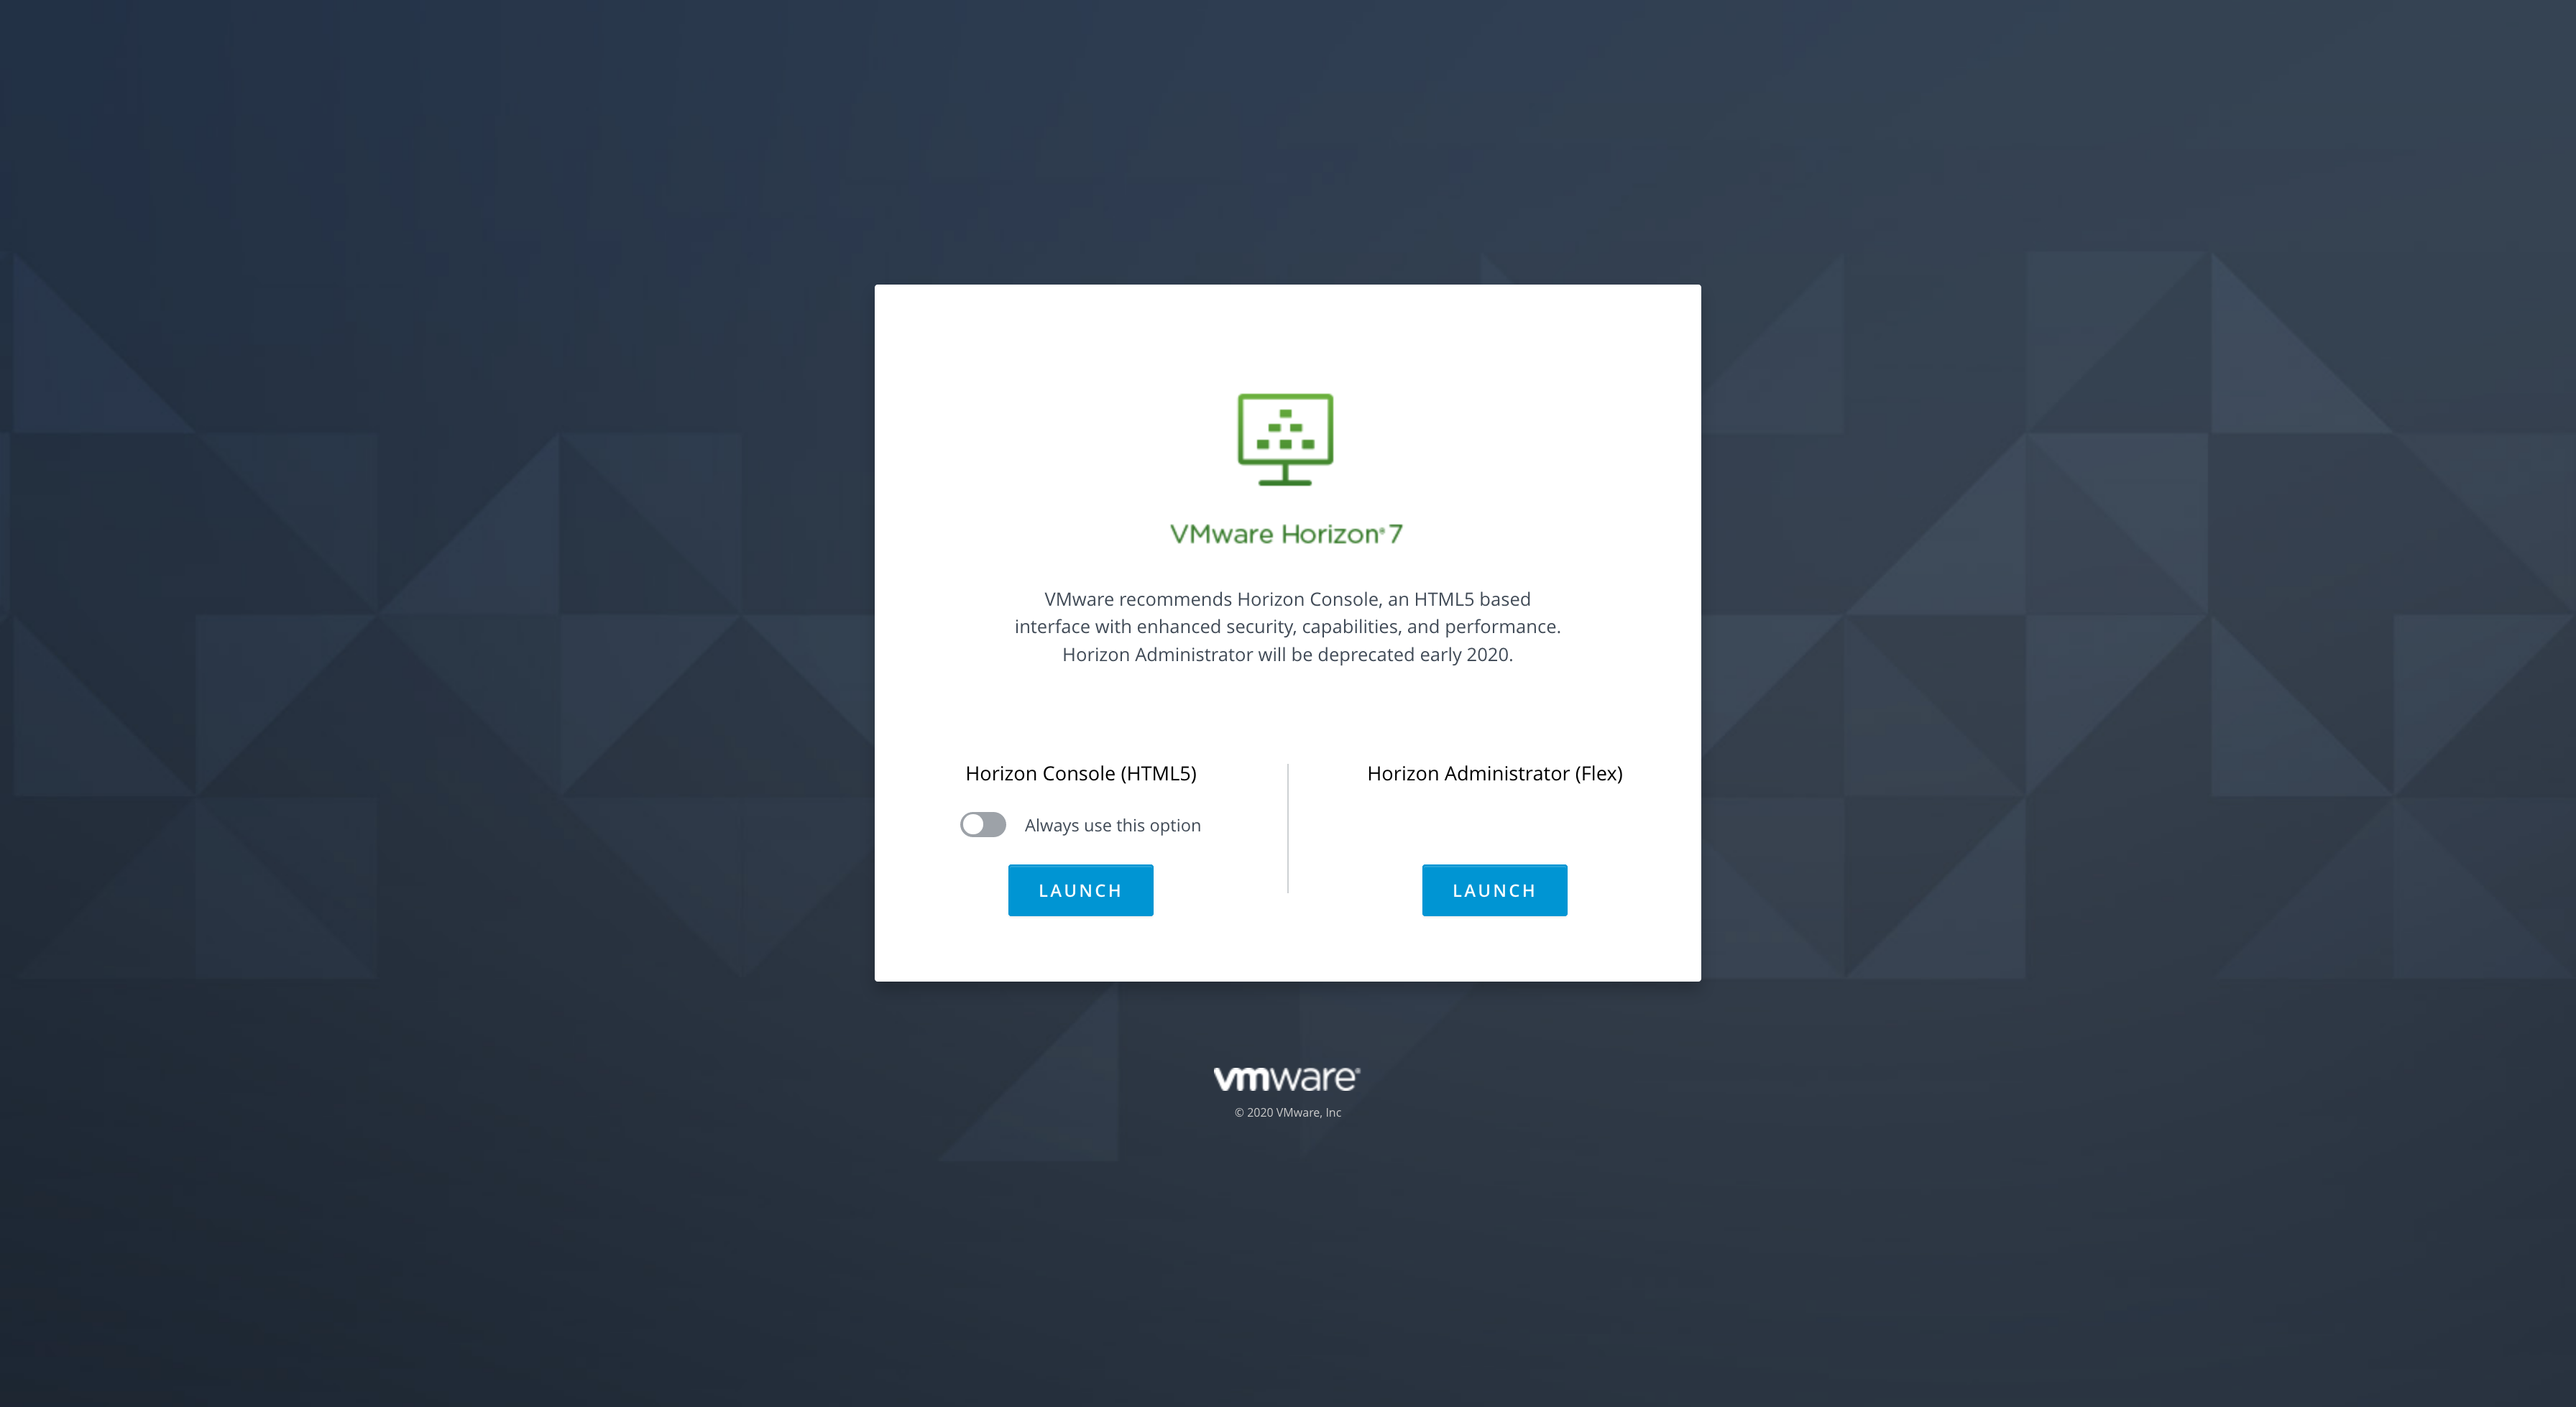 VMware Horizon® 7
VMware recommends Horizon Console, an HTML5 based
interface with enhanced security, capabilities, and performance.
Horizon Administrator will be deprecated early 2020.
Horizon Console (HTML5)
Always use this option
LAUNCH
Horizon Administrator (Flex)
LAUNCH
vmware®
© 2020 VMware, Inc